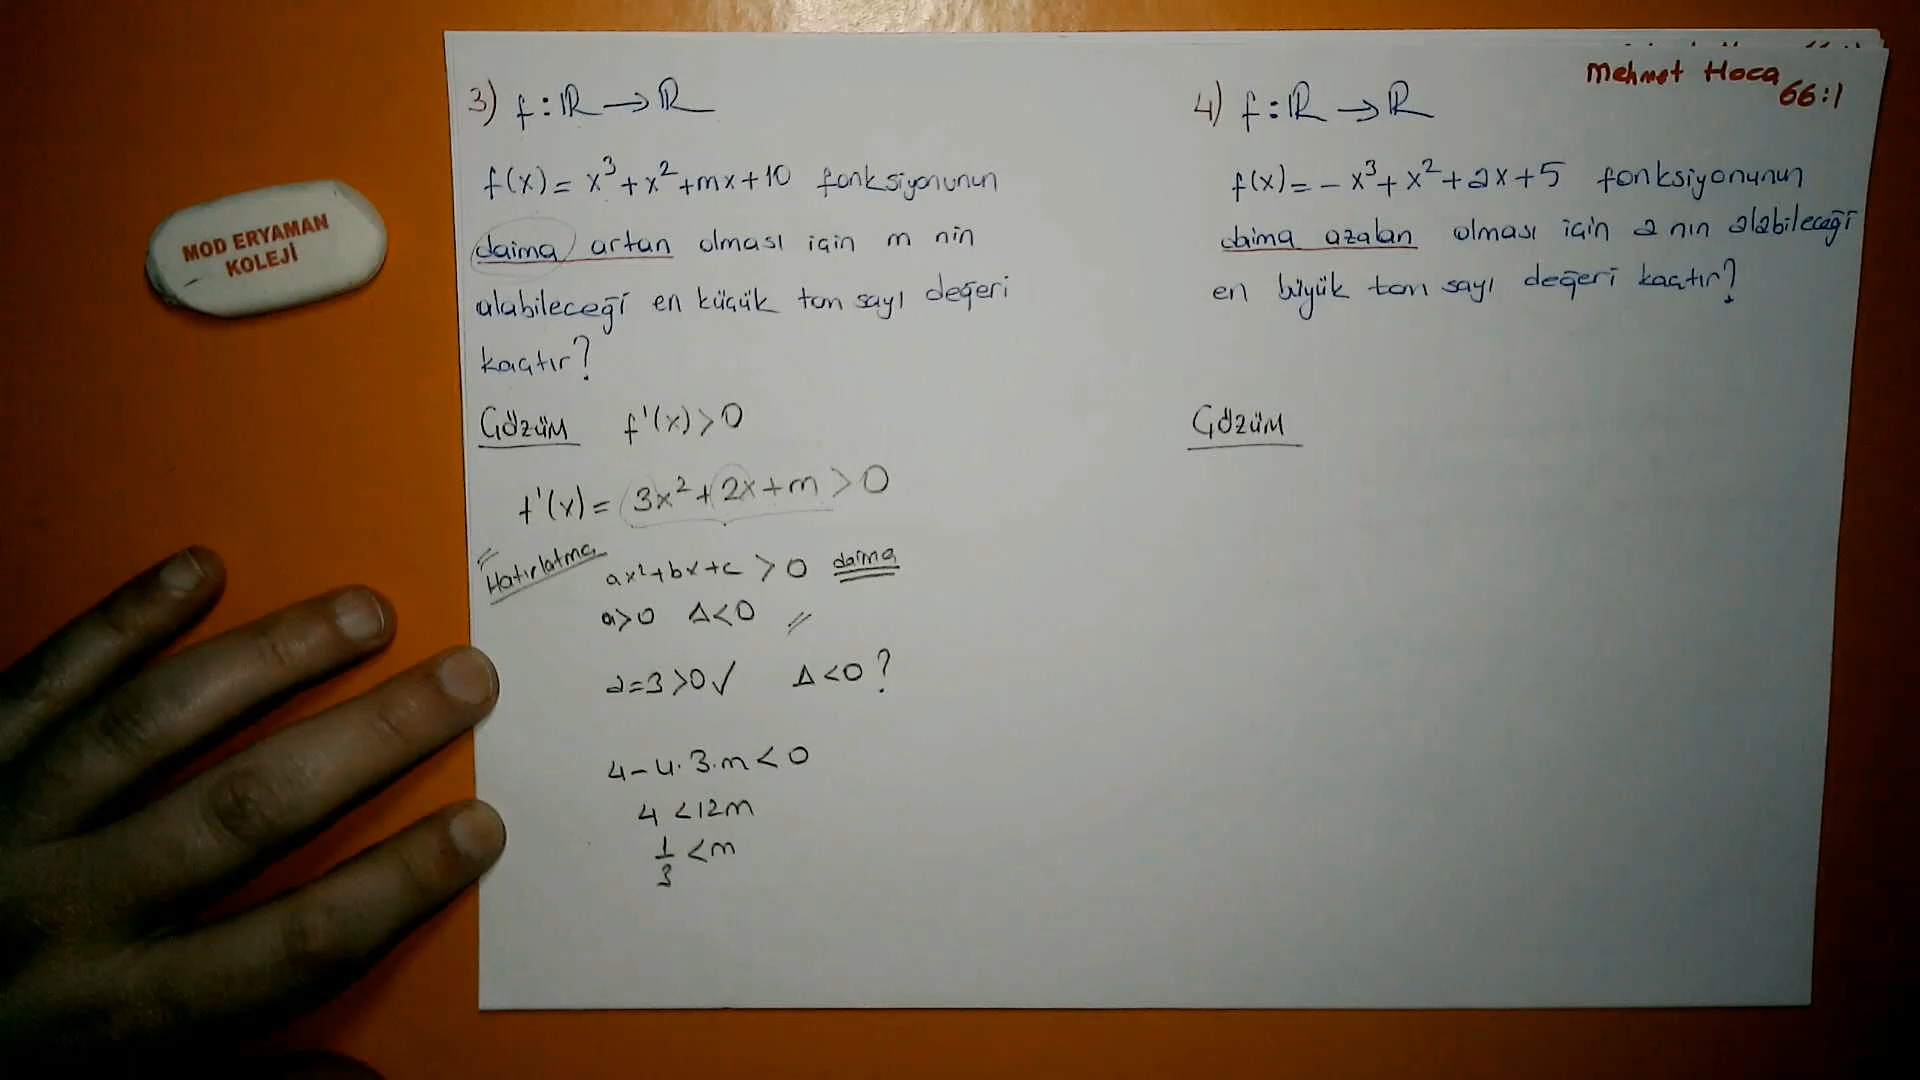 MOD ERYAMAN
KOLEJİ
Mehmet Hoca
66:1
3) f:ℝ→ℝ
f(x)=x³+x²+mx+10 fonksiyonunun
daima artan olması için m nin
alabileceği en küçük tam sayı değeri
kaçtır?
Çözüm f'(x)>0
f'(x)=3x²+2x+m>0
Hatırlatma ax²+bx+c>0 daima
a>0 Δ<0
a=3>0✓ Δ<0?
4-4·3·m<0
4<12m
1/3<m
4) f:ℝ→ℝ
f(x)=-x³+x²+ax+5 fonksiyonunun
daima azalan olması için a nın alabileceği
en büyük tam sayı değeri kaçtır?
Çözüm